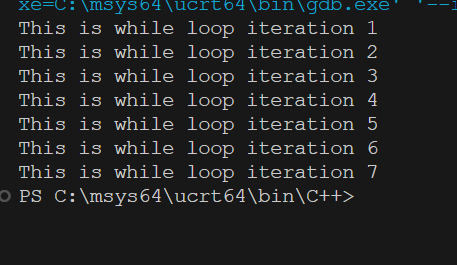 xe=C:\msys64\ucrt64\bin\gdb.exe' '--i
This is while loop iteration 1
This is while loop iteration 2
This is while loop iteration 3
This is while loop iteration 4
This is while loop iteration 5
This is while loop iteration 6
This is while loop iteration 7
PS C:\msys64\ucrt64\bin\C++>